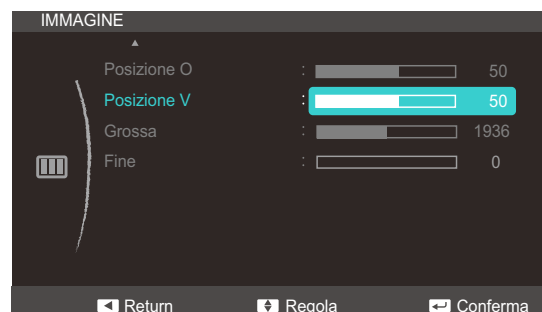 IMMAGINE
Posizione O : 50
Posizione V : 50
Grossa : 1936
Fine : 0
Return Regola Conferma